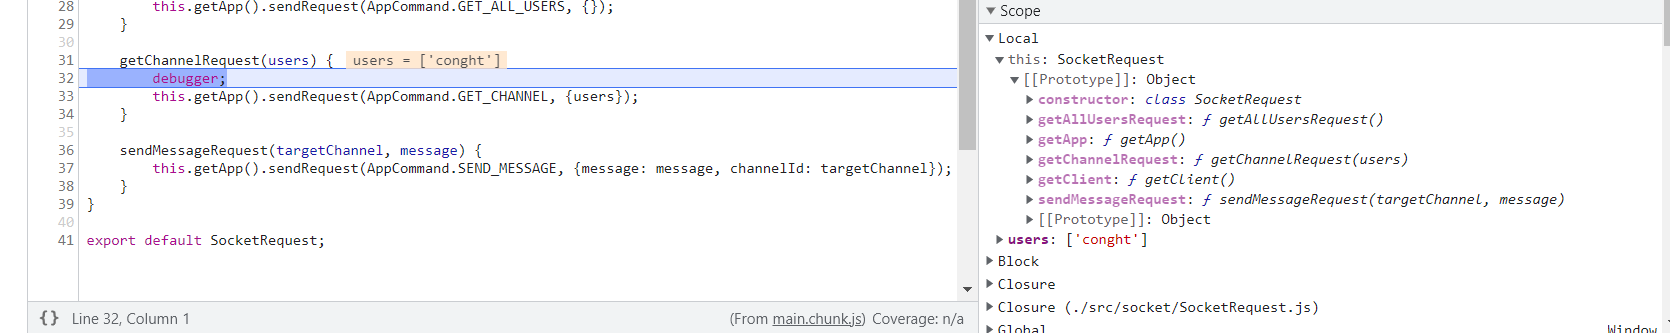 28 this.getApp().sendRequest(AppCommand.GET_ALL_USERS, {});
29 }
30
31 getChannelRequest(users) { users = ['conght']
32 debugger;
33 this.getApp().sendRequest(AppCommand.GET_CHANNEL, {users});
34 }
35
36 sendMessageRequest(targetChannel, message) {
37 this.getApp().sendRequest(AppCommand.SEND_MESSAGE, {message: message, channelId: targetChannel});
38 }
39 }
40
41 export default SocketRequest;
{} Line 32, Column 1 (From main.chunk.js) Coverage: n/a
Scope
Local
this: SocketRequest
[[Prototype]]: Object
constructor: class SocketRequest
getAllUsersRequest: ƒ getAllUsersRequest()
getApp: ƒ getApp()
getChannelRequest: ƒ getChannelRequest(users)
getClient: ƒ getClient()
sendMessageRequest: ƒ sendMessageRequest(targetChannel, message)
[[Prototype]]: Object
users: ['conght']
Block
Closure
Closure (./src/socket/SocketRequest.js)
Global Window